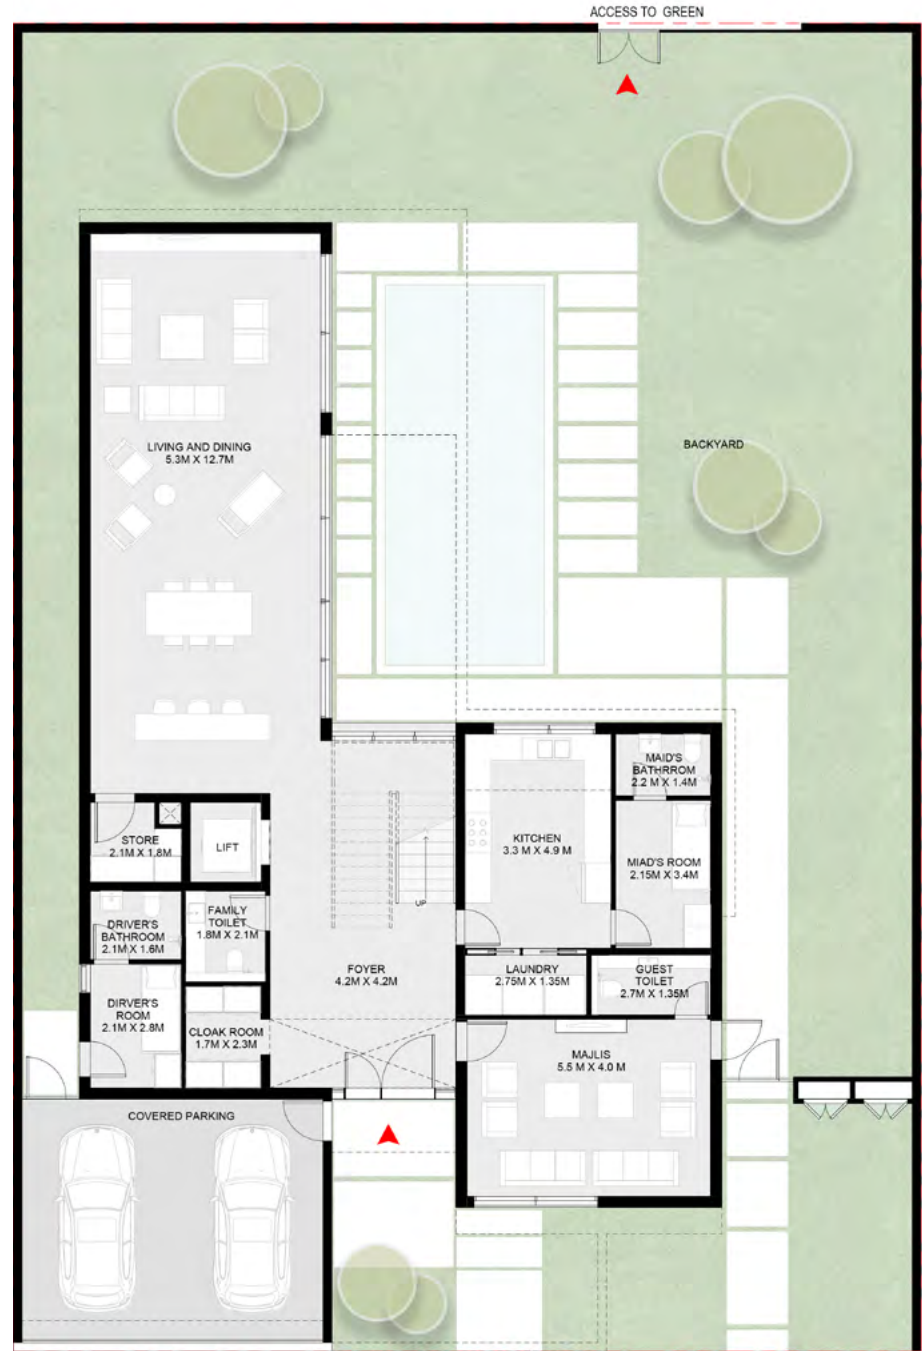 ACCESS TO GREEN
BACKYARD
LIVING AND DINING
5.3M X 12.7M
MAID'S
BATHRROM
2.2 M X 1.4M
STORE
2.1M X 1.8M
LIFT
KITCHEN
3.3 M X 4.9 M
MIAD'S ROOM
2.15M X 3.4M
UP
FAMILY
TOILET
1.8M X 2.1M
DRIVER'S
BATHROOM
2.1M X 1.6M
FOYER
4.2M X 4.2M
LAUNDRY
2.75M X 1.35M
GUEST
TOILET
2.7M X 1.35M
DIRVER'S
ROOM
2.1M X 2.8M
CLOAK ROOM
1.7M X 2.3M
MAJLIS
5.5 M X 4.0 M
COVERED PARKING